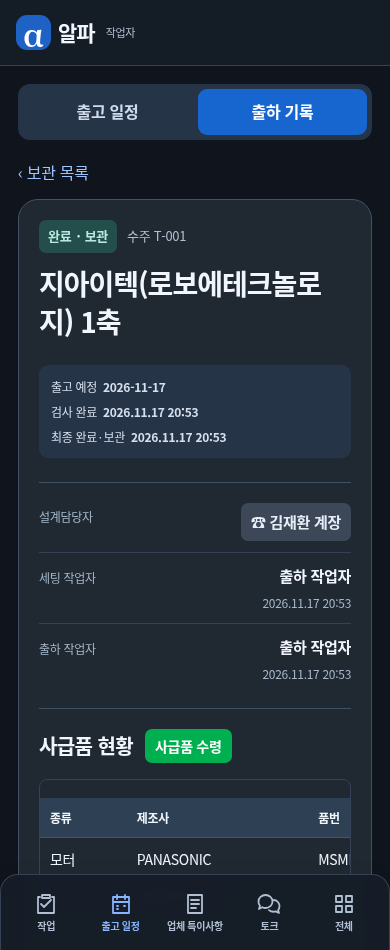 α 알파 작업자
출고 일정 출하 기록
‹ 보관 목록
완료 · 보관 수주 T-001
지아이텍(로보에테크놀로
지) 1축
출고 예정 2026-11-17
검사 완료 2026.11.17 20:53
최종 완료·보관 2026.11.17 20:53
설계담당자 ☎ 김재환 계장
세팅 작업자 출하 작업자
2026.11.17 20:53
출하 작업자 출하 작업자
2026.11.17 20:53
사급품 현황 사급품 수령
종류 제조사 품번
모터 PANASONIC MSM
작업 출고 일정 업체 특이사항 토크 전체